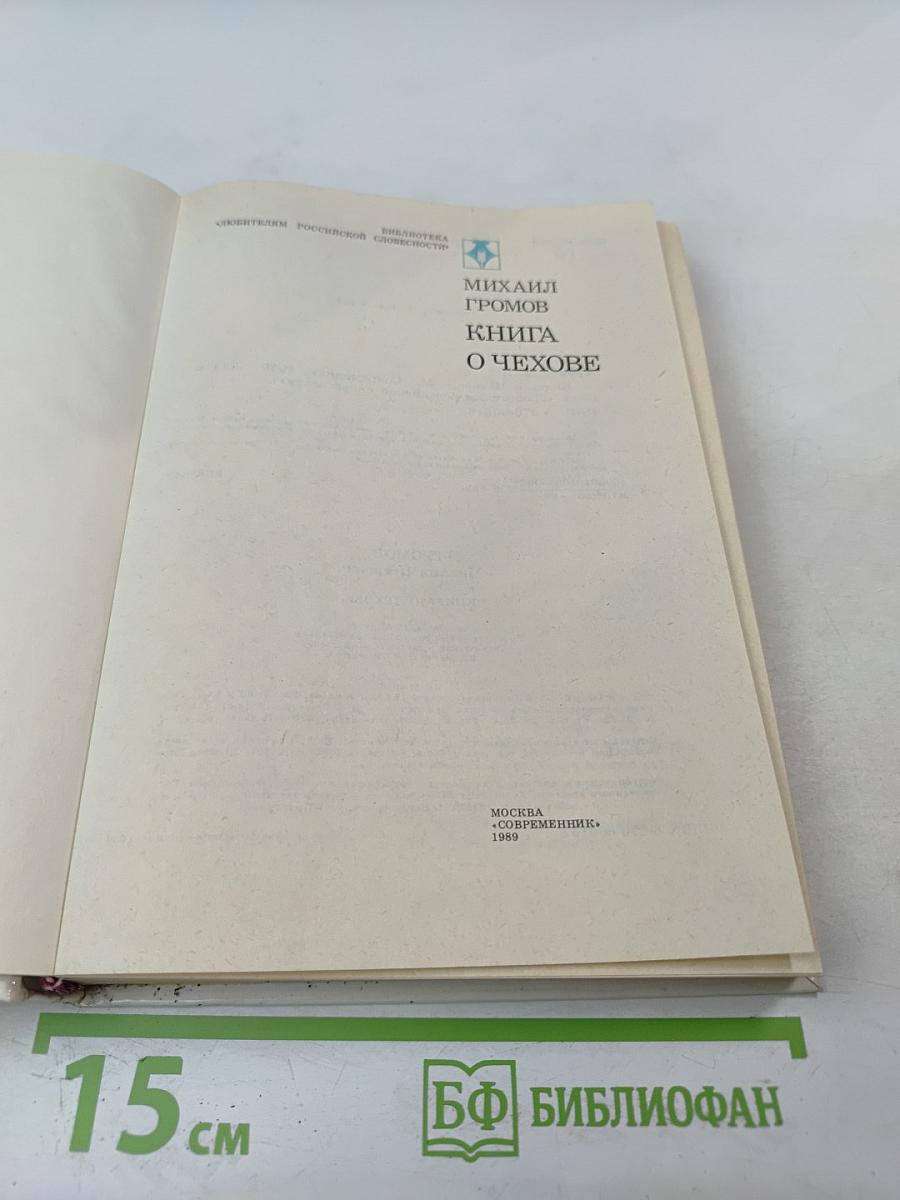 БИБЛИОТЕКА
«ЛЮБИТЕЛЯМ РОССИЙСКОЙ СЛОВЕСНОСТИ»
МИХАИЛ
ГРОМОВ
КНИГА
О ЧЕХОВЕ
МОСКВА
«СОВРЕМЕННИК»
1989
15 см
БФ БИБЛИОФАН